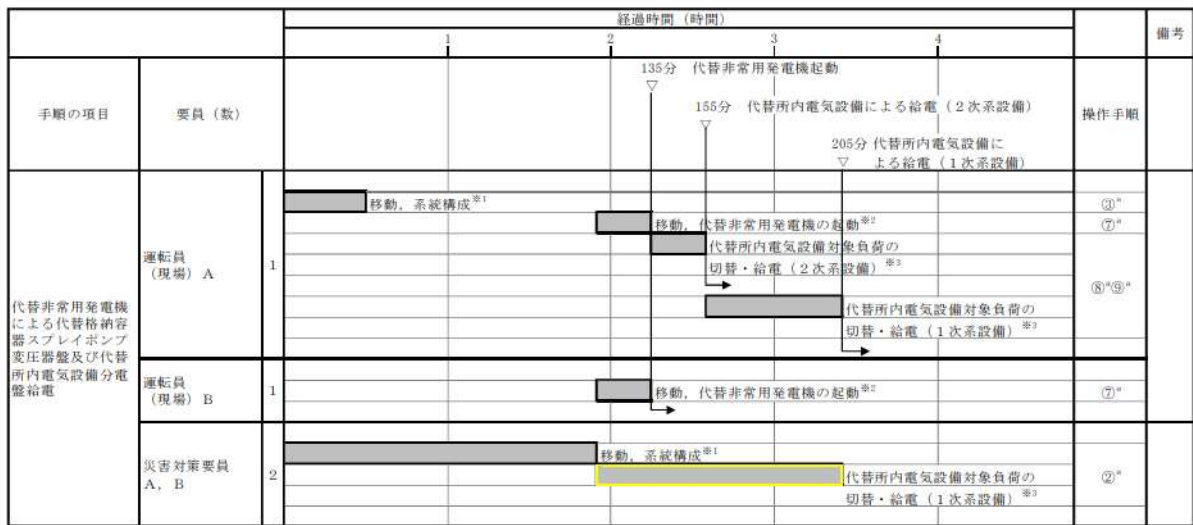 経過時間（時間）
備考
1
2
3
4
135分　代替非常用発電機起動
▽
155分　代替所内電気設備による給電（２次系設備）
▽
205分 代替所内電気設備に
▽　よる給電（１次系設備）
手順の項目
要員（数）
操作手順
代替非常用発電機
による代替格納容
器スプレイポンプ
変圧器盤及び代替
所内電気設備分電
盤給電
運転員
（現場）Ａ
1
移動，系統構成※1
③a
移動，代替非常用発電機の起動※2
⑦a
代替所内電気設備対象負荷の
切替・給電（２次系設備）※3
⑧a⑨a
代替所内電気設備対象負荷の
切替・給電（１次系設備）※3
運転員
（現場）Ｂ
1
移動，代替非常用発電機の起動※2
⑦a
災害対策要員
Ａ，Ｂ
2
移動，系統構成※1
代替所内電気設備対象負荷の
切替・給電（１次系設備）※3
②a